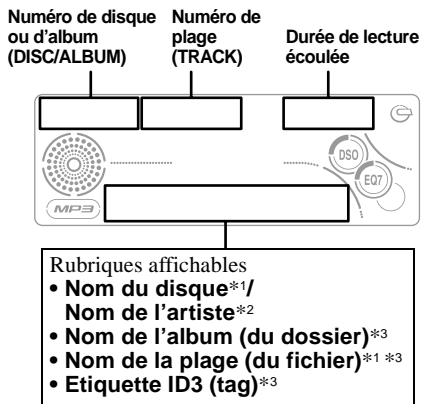 Numéro de disque
ou d'album
(DISC/ALBUM)
Numéro de
plage
(TRACK)
Durée de lecture
écoulée
DSO
EQ7
MP3
Rubriques affichables
• Nom du disque*1/
Nom de l'artiste*2
• Nom de l'album (du dossier)*3
• Nom de la plage (du fichier)*1 *3
• Etiquette ID3 (tag)*3